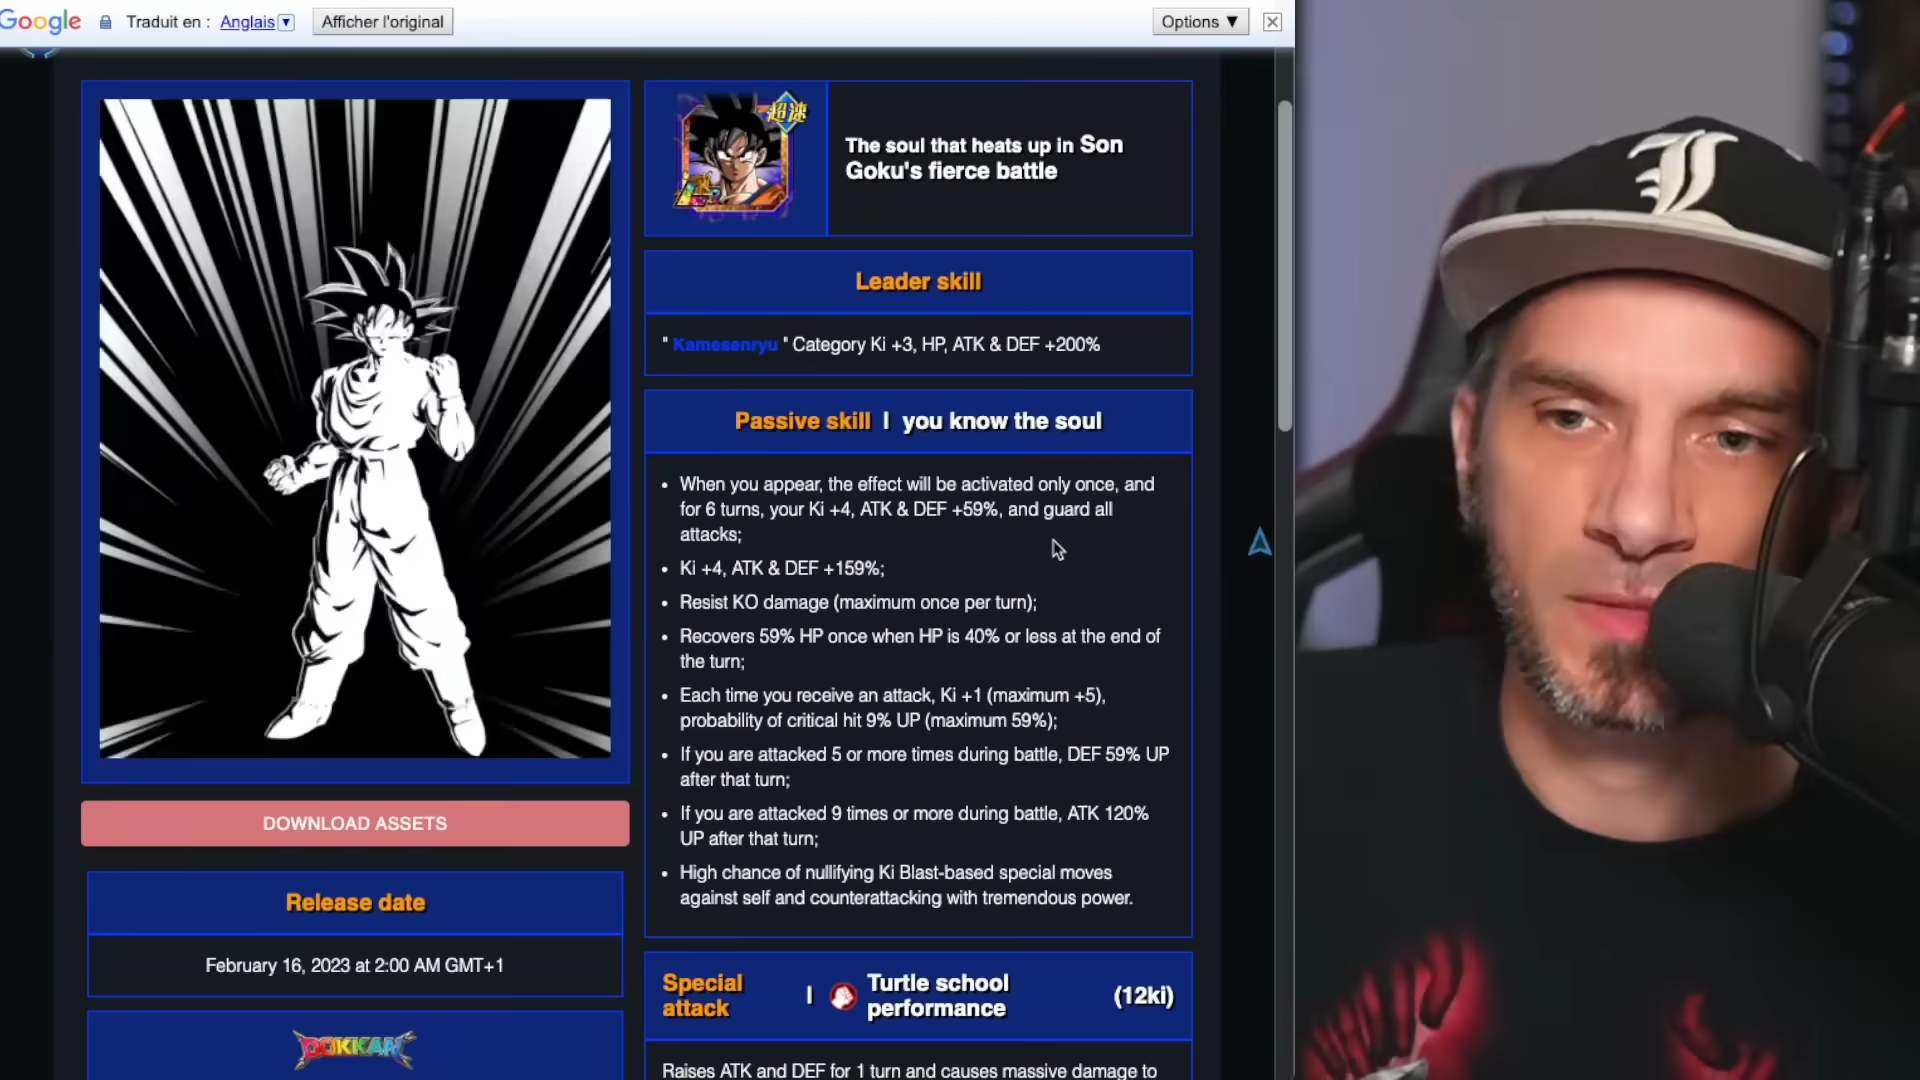 Google Traduit en : Anglais ▼ Afficher l'original Options ▼
超速
The soul that heats up in Son
Goku's fierce battle
Leader skill
" Kamesenryu " Category Ki +3, HP, ATK & DEF +200%
Passive skill | you know the soul
• When you appear, the effect will be activated only once, and
for 6 turns, your Ki +4, ATK & DEF +59%, and guard all
attacks;
• Ki +4, ATK & DEF +159%;
• Resist KO damage (maximum once per turn);
• Recovers 59% HP once when HP is 40% or less at the end of
the turn;
• Each time you receive an attack, Ki +1 (maximum +5),
probability of critical hit 9% UP (maximum 59%);
• If you are attacked 5 or more times during battle, DEF 59% UP
after that turn;
• If you are attacked 9 times or more during battle, ATK 120%
UP after that turn;
• High chance of nullifying Ki Blast-based special moves
against self and counterattacking with tremendous power.
DOWNLOAD ASSETS
Release date
February 16, 2023 at 2:00 AM GMT+1
DOKKAN
Special
attack | Turtle school
performance (12ki)
Raises ATK and DEF for 1 turn and causes massive damage to
L